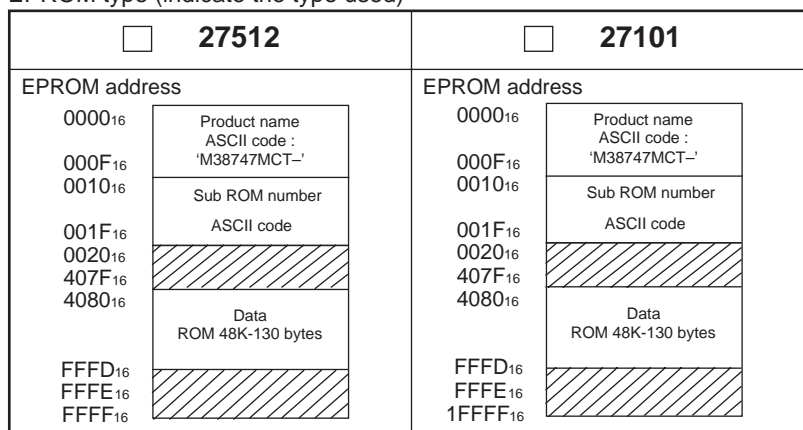 EPROM type (indicate the type used)
27512
27101
EPROM address
0000₁₆
Product name
ASCII code :
‘M38747MCT–’
000F₁₆
0010₁₆
Sub ROM number
ASCII code
001F₁₆
0020₁₆
407F₁₆
4080₁₆
Data
ROM 48K-130 bytes
FFFD₁₆
FFFE₁₆
FFFF₁₆
EPROM address
0000₁₆
Product name
ASCII code :
‘M38747MCT–’
000F₁₆
0010₁₆
Sub ROM number
ASCII code
001F₁₆
0020₁₆
407F₁₆
4080₁₆
Data
ROM 48K-130 bytes
FFFD₁₆
FFFE₁₆
1FFFF₁₆